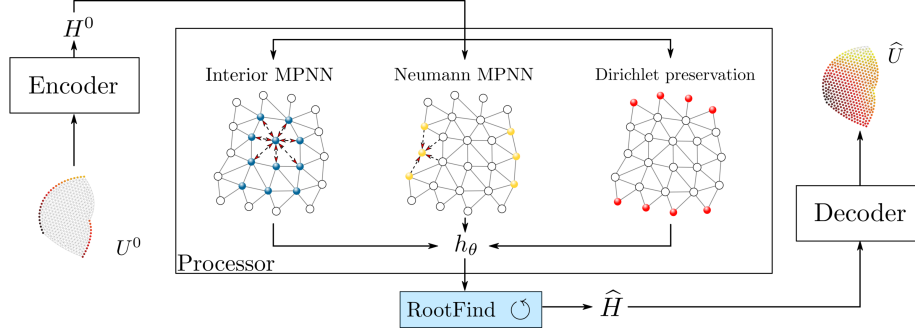 H^0
Encoder
U^0
Interior MPNN
Neumann MPNN
Dirichlet preservation
h_θ
Processor
RootFind
Ĥ
Û
Decoder